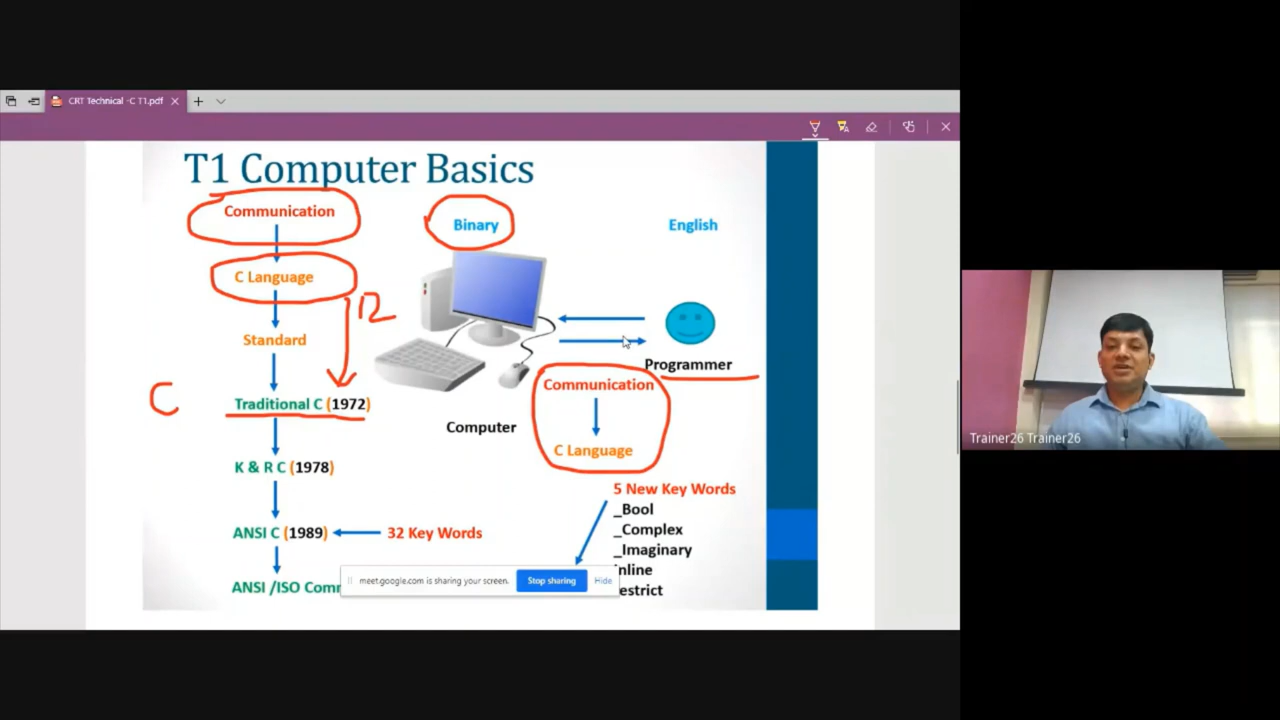 CRT Technical -C T1.pdf
T1 Computer Basics
Communication
Binary
English
C Language
R
Standard
Programmer
Communication
C
Traditional C (1972)
Computer
C Language
K & R C (1978)
5 New Key Words
_Bool
ANSI C (1989)
32 Key Words
_Complex
_Imaginary
nline
ANSI /ISO Comm
estrict
meet.google.com is sharing your screen.
Stop sharing
Hide
Trainer26 Trainer26